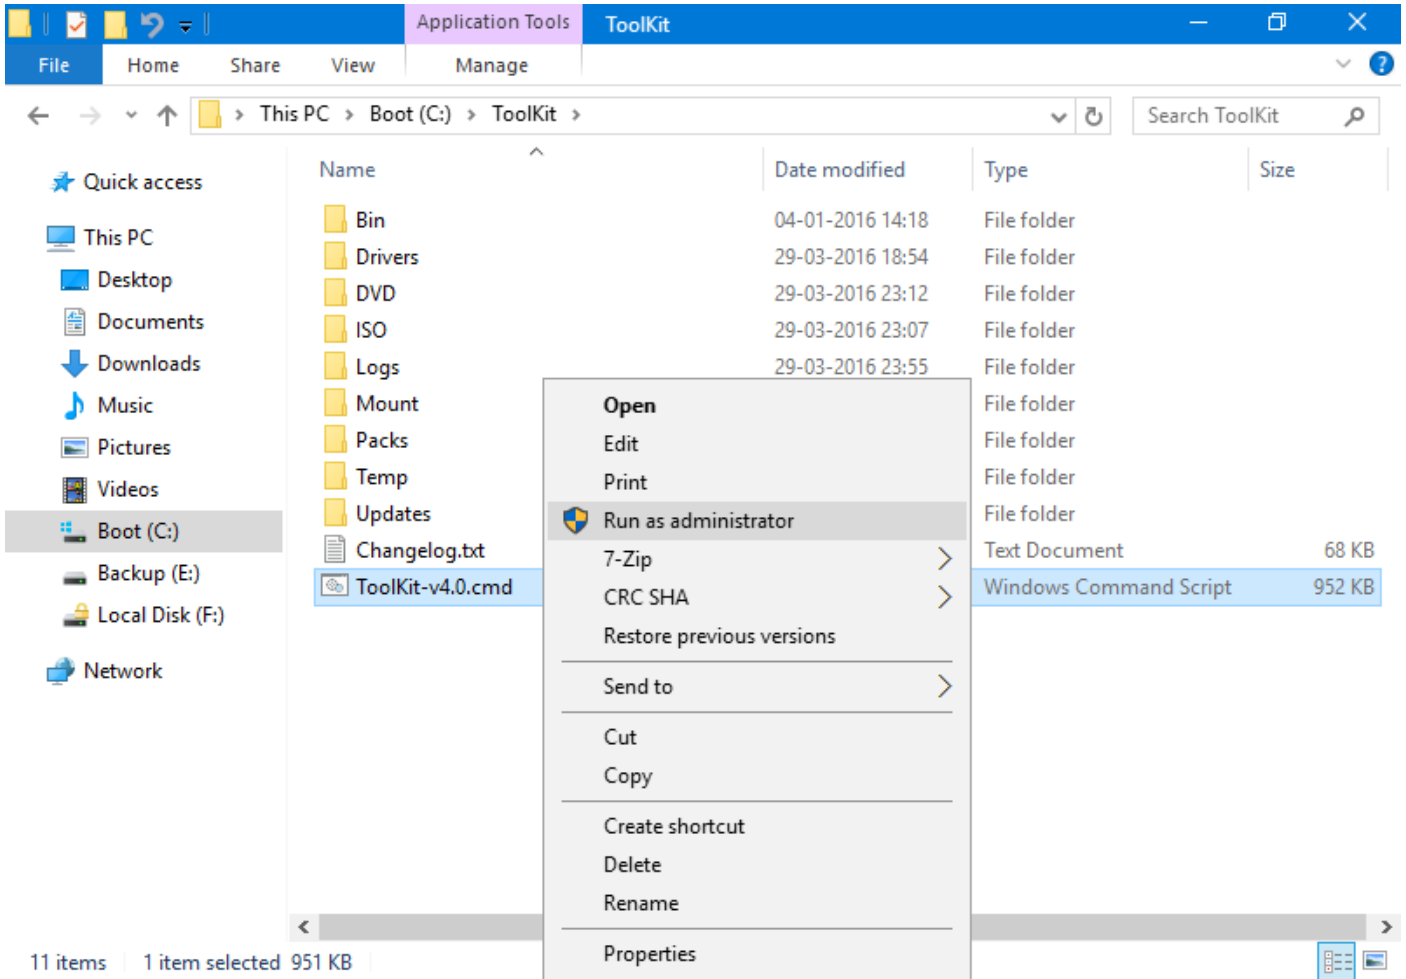 Application Tools
ToolKit
File
Home
Share
View
Manage
This PC
Boot (C:)
ToolKit
Search ToolKit
Quick access
This PC
Desktop
Documents
Downloads
Music
Pictures
Videos
Boot (C:)
Backup (E:)
Local Disk (F:)
Network
Name Date modified Type Size
Bin 04-01-2016 14:18 File folder
Drivers 29-03-2016 18:54 File folder
DVD 29-03-2016 23:12 File folder
ISO 29-03-2016 23:07 File folder
Logs 29-03-2016 23:55 File folder
Mount File folder
Packs File folder
Temp File folder
Updates File folder
Changelog.txt Text Document 68 KB
ToolKit-v4.0.cmd Windows Command Script 952 KB
Open
Edit
Print
Run as administrator
7-Zip
CRC SHA
Restore previous versions
Send to
Cut
Copy
Create shortcut
Delete
Rename
Properties
11 items 1 item selected 951 KB